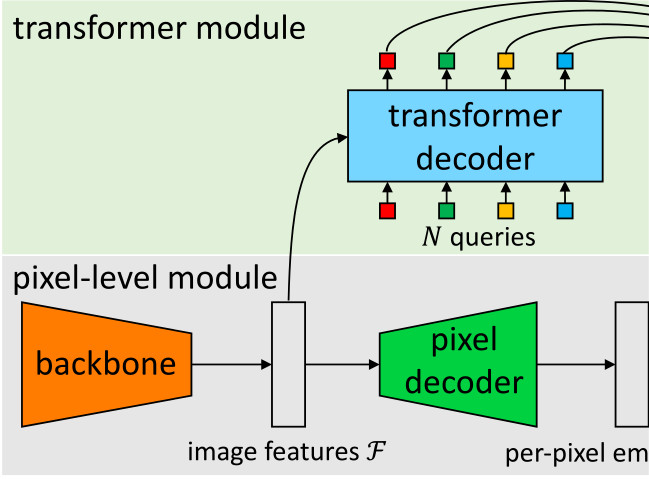 transformer module
transformer
decoder
N queries
pixel-level module
backbone
pixel
decoder
image features ℱ
per-pixel em